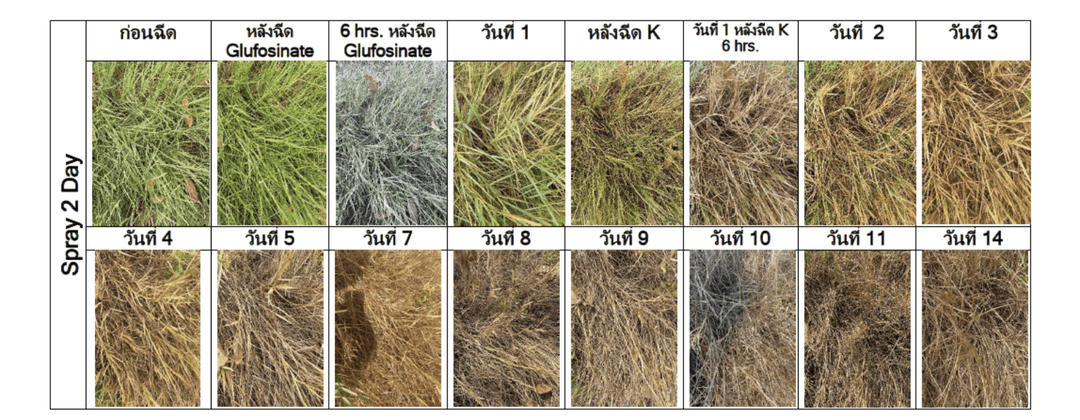 Spray 2 Day
ก่อนฉีด
หลังฉีด
Glufosinate
6 hrs. หลังฉีด
Glufosinate
วันที่ 1
หลังฉีด K
วันที่ 1 หลังฉีด K
6 hrs.
วันที่ 2
วันที่ 3
วันที่ 4
วันที่ 5
วันที่ 7
วันที่ 8
วันที่ 9
วันที่ 10
วันที่ 11
วันที่ 14